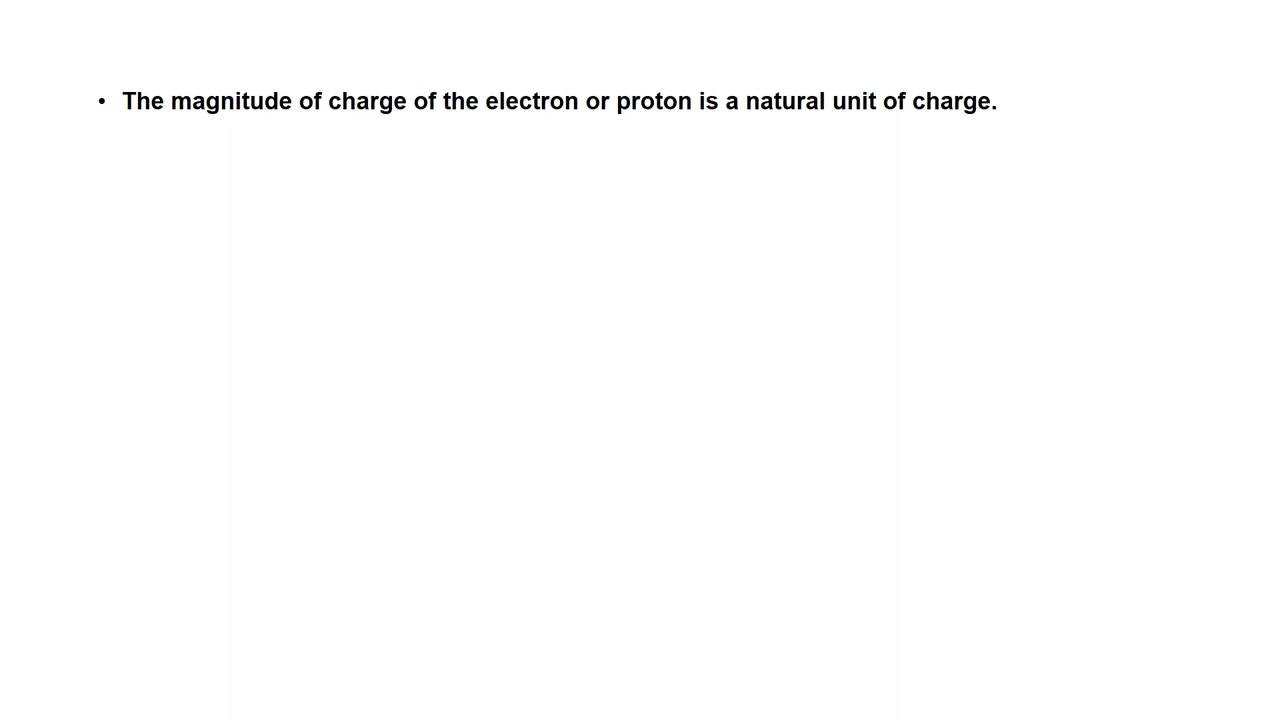 • The magnitude of charge of the electron or proton is a natural unit of charge.